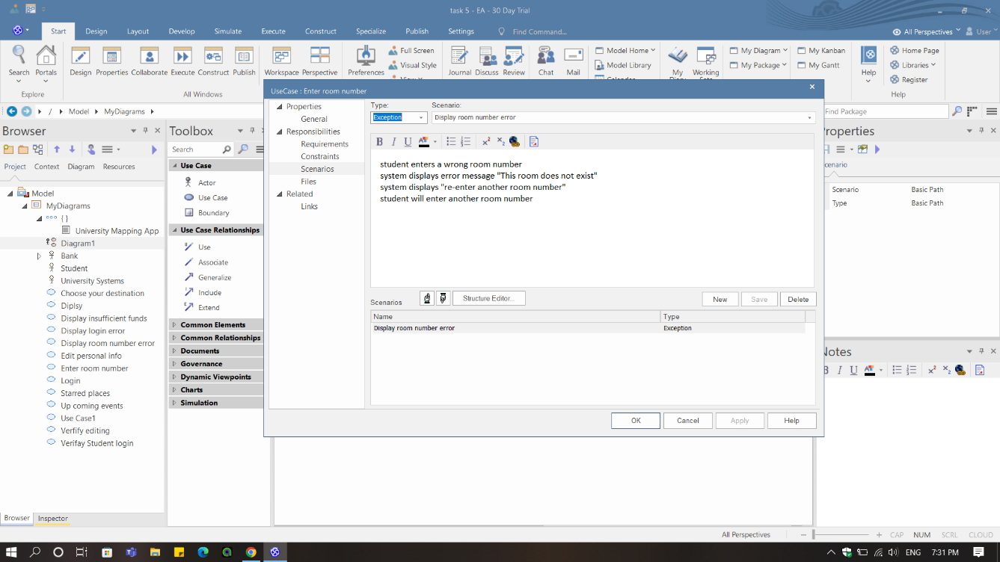 task 5 - EA - 30 Day Trial
Start Design Layout Develop Simulate Execute Construct Specialize Publish Settings Find Command... All Perspectives User
Search Portals Design Properties Collaborate Execute Construct Publish Workspace Perspective Preferences Full Screen Visual Style Journal Discuss Review Chat Mail Model Home Model Library My Working My Diagram My Package My Kanban My Gantt Help Home Page Libraries Register
Explore All Windows Help
/ Model MyDiagrams Find Package
UseCase : Enter room number
Browser
Project Context Diagram Resources
Model
MyDiagrams
{ }
University Mapping App
Diagram1
Bank
Student
University Systems
Choose your destination
Diplsy
Display insufficient funds
Display login error
Display room number error
Edit personal info
Enter room number
Login
Starred places
Up coming events
Use Case1
Verfify editing
Verifay Student login
Browser Inspector
Toolbox
Search
Use Case
Actor
Use Case
Boundary
Use Case Relationships
Use
Associate
Generalize
Include
Extend
Common Elements
Common Relationships
Documents
Governance
Dynamic Viewpoints
Charts
Simulation
Properties
General
Responsibilities
Requirements
Constraints
Scenarios
Files
Related
Links
Type: Scenario:
Exception Display room number error
B I U
student enters a wrong room number
system displays error message "This room does not exist"
system displays "re-enter another room number"
student will enter another room number
Scenarios Structure Editor... New Save Delete
Name Type
Display room number error Exception
OK Cancel Apply Help
roperties
cenario
Scenario Basic Path
Type Basic Path
Notes
B I U
All Perspectives CAP NUM SCRL CLOUD
ENG 7:31 PM